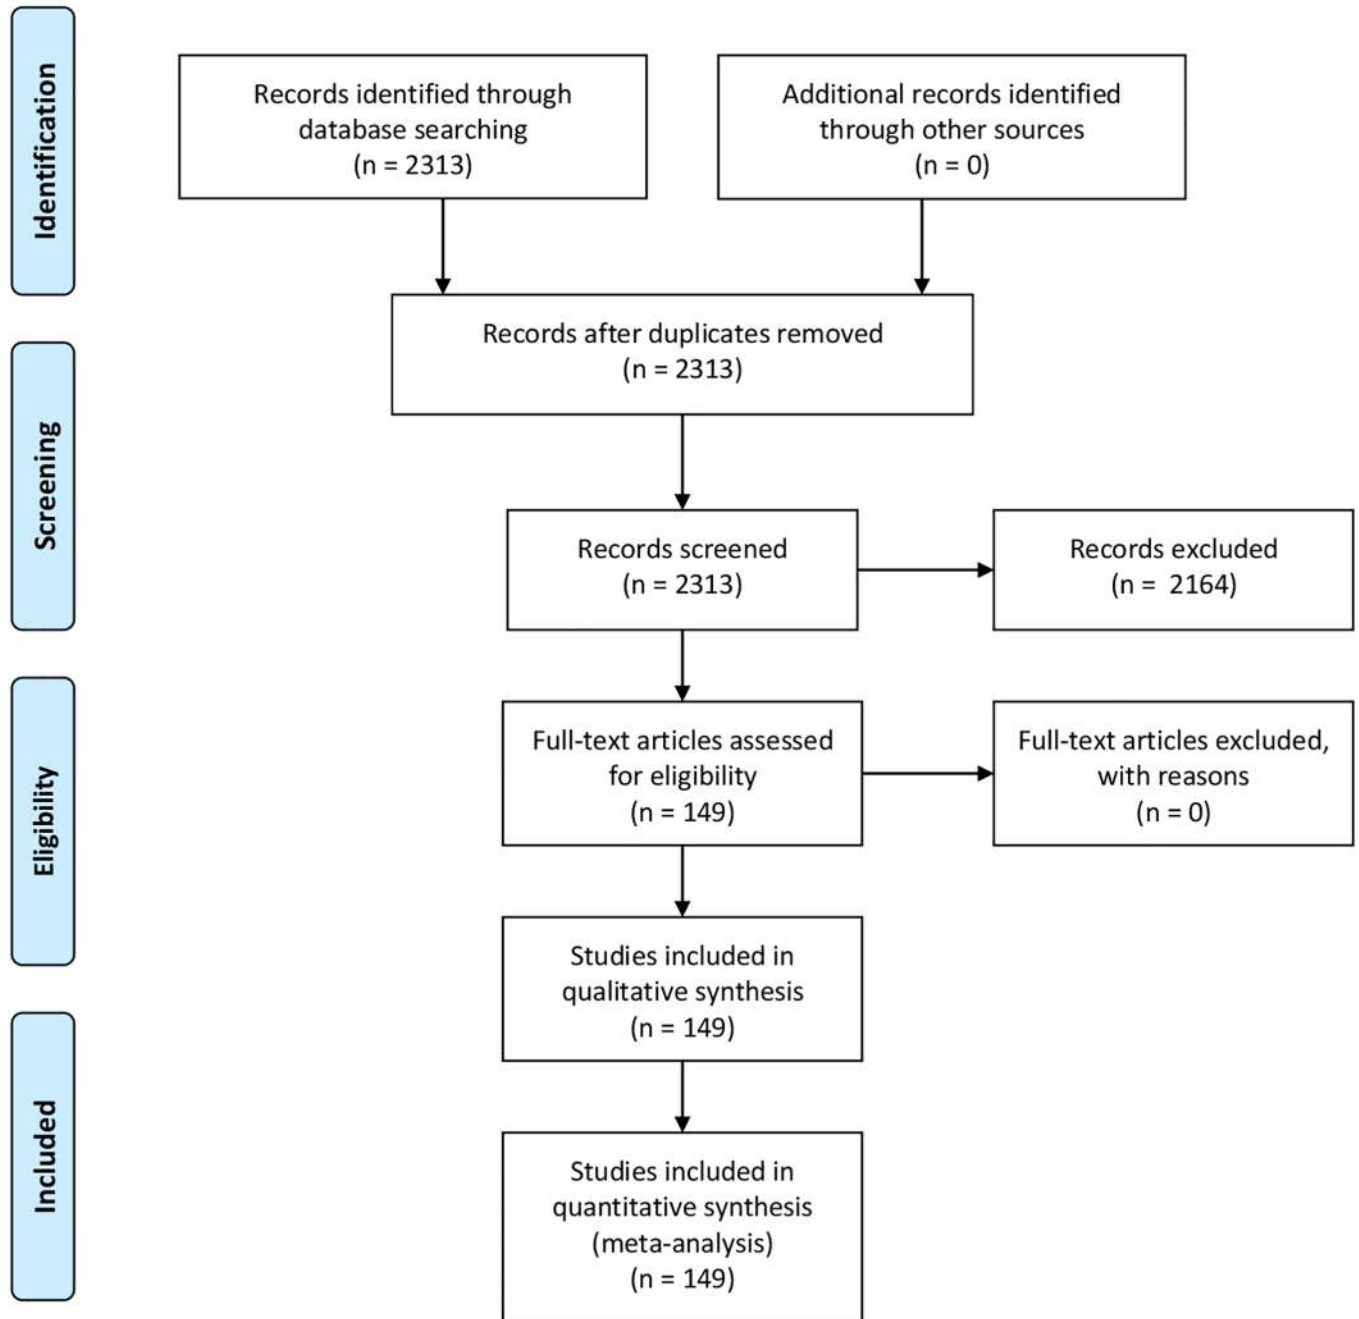 Identification
Records identified through
database searching
(n = 2313)
Additional records identified
through other sources
(n = 0)
Records after duplicates removed
(n = 2313)
Screening
Records screened
(n = 2313)
Records excluded
(n =  2164)
Eligibility
Full-text articles assessed
for eligibility
(n = 149)
Full-text articles excluded,
with reasons
(n = 0)
Studies included in
qualitative synthesis
(n = 149)
Included
Studies included in
quantitative synthesis
(meta-analysis)
(n = 149)